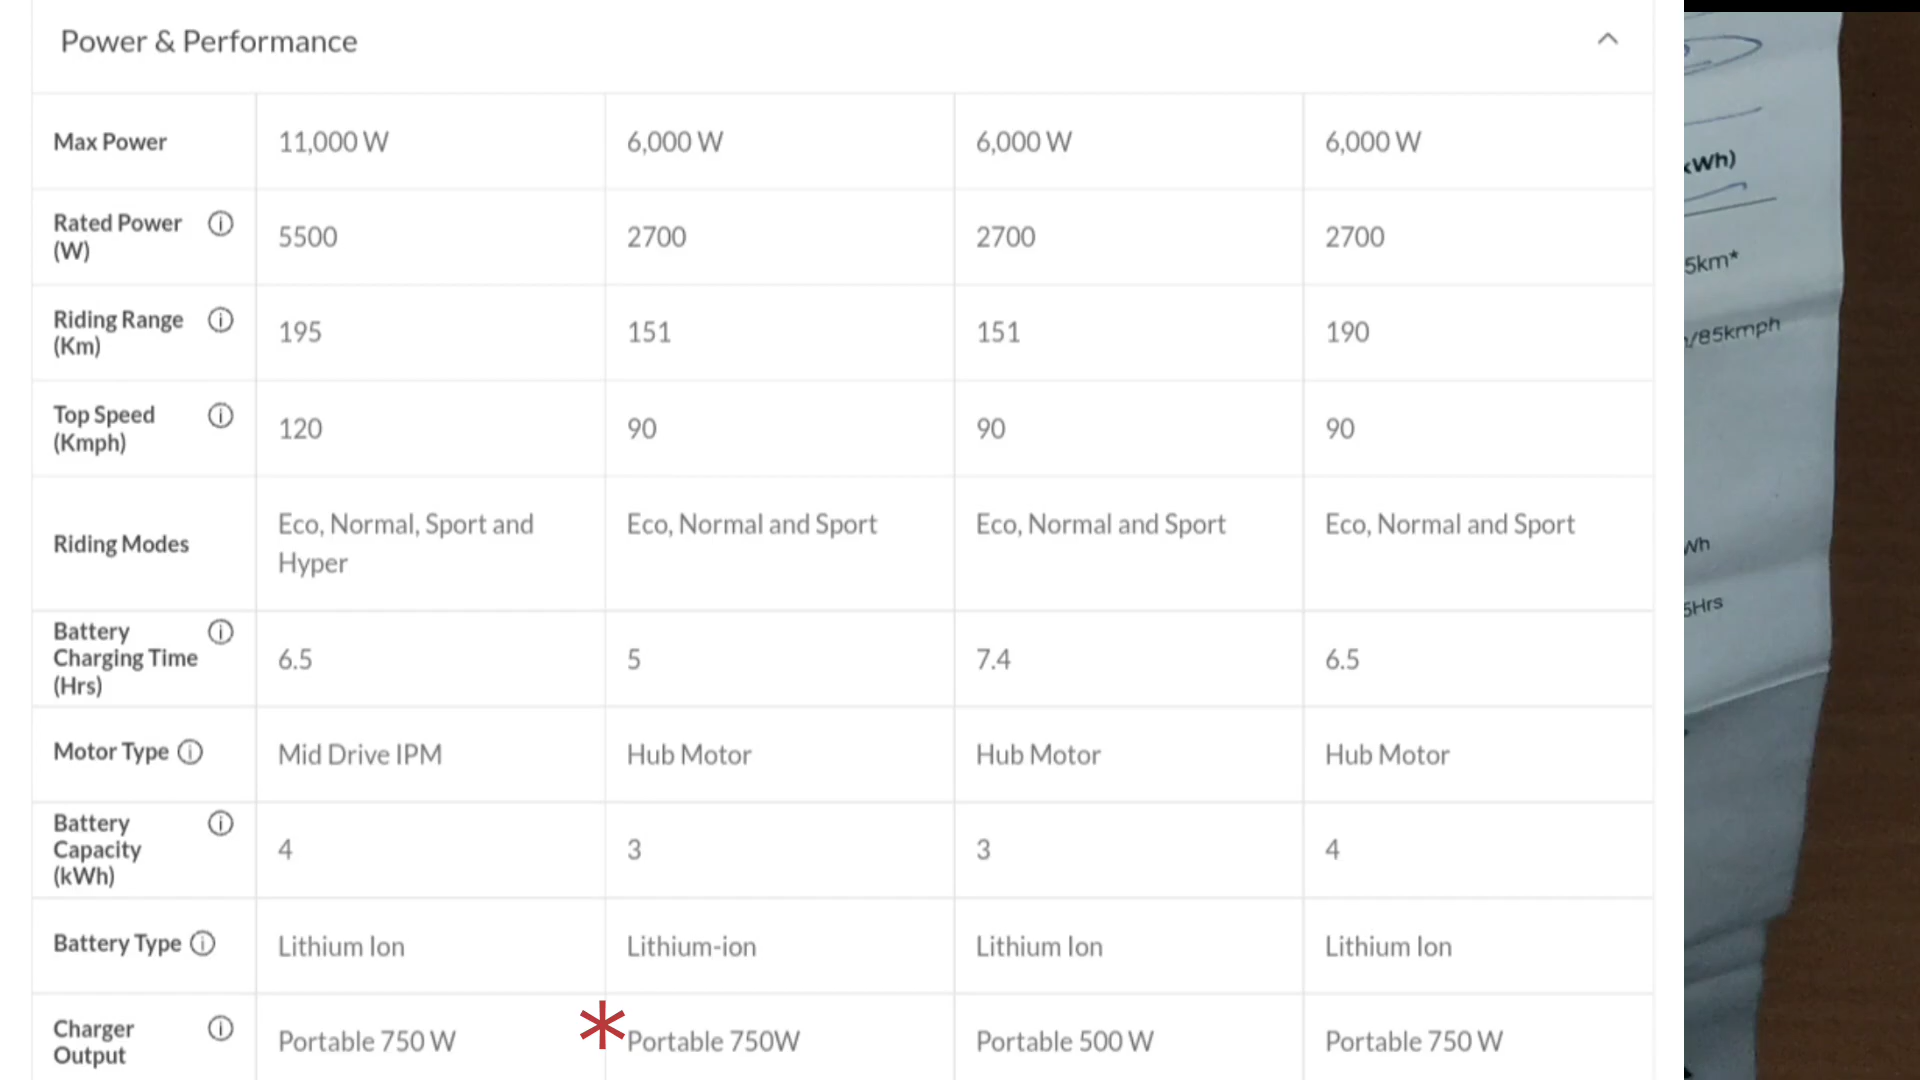 Power & Performance
Max Power 11,000 W 6,000 W 6,000 W 6,000 W
Rated Power (W) 5500 2700 2700 2700
Riding Range (Km) 195 151 151 190
Top Speed (Kmph) 120 90 90 90
Riding Modes Eco, Normal, Sport and Hyper Eco, Normal and Sport Eco, Normal and Sport Eco, Normal and Sport
Battery Charging Time (Hrs) 6.5 5 7.4 6.5
Motor Type Mid Drive IPM Hub Motor Hub Motor Hub Motor
Battery Capacity (kWh) 4 3 3 4
Battery Type Lithium Ion Lithium-ion Lithium Ion Lithium Ion
Charger Output Portable 750 W *Portable 750W Portable 500 W Portable 750 W
kWh)
5km*
/85kmph
Wh
5Hrs